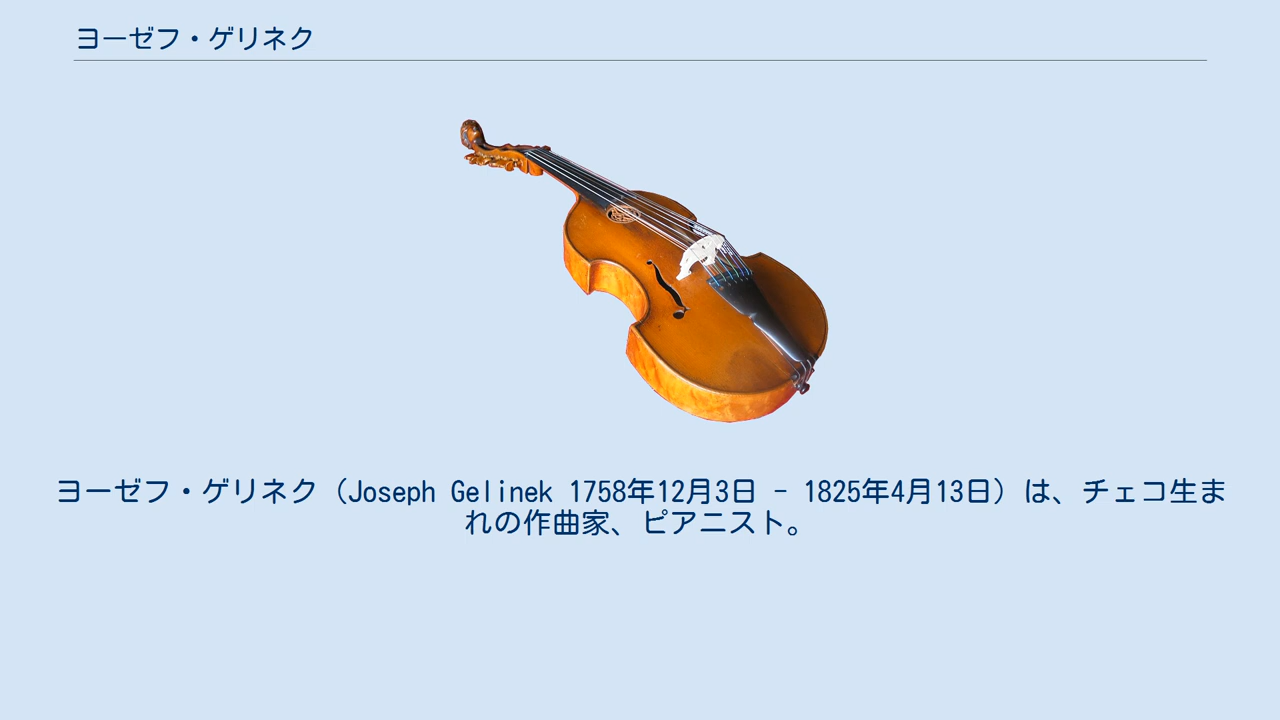 ヨーゼフ・ゲリネク
ヨーゼフ・ゲリネク（Joseph Gelinek 1758年12月3日 - 1825年4月13日）は、チェコ生ま
れの作曲家、ピアニスト。